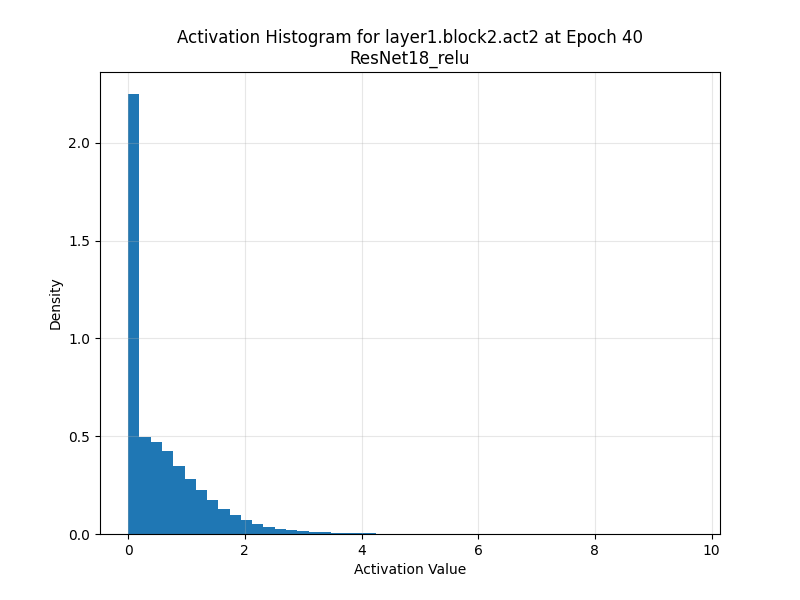 Activation Histogram for layer1.block2.act2 at Epoch 40
ResNet18_relu
2.0
1.5
1.0
0.5
0.0
Density
0 2 4 6 8 10
Activation Value